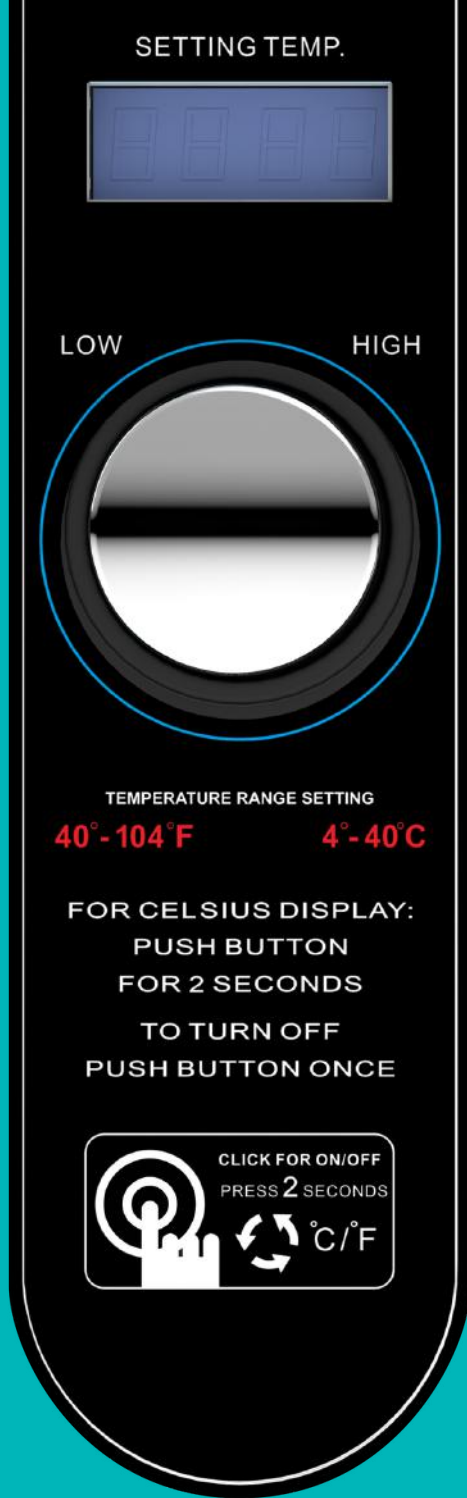 SETTING TEMP.
LOW HIGH
TEMPERATURE RANGE SETTING
40°-104°F 4°-40°C
FOR CELSIUS DISPLAY:
PUSH BUTTON
FOR 2 SECONDS
TO TURN OFF
PUSH BUTTON ONCE
CLICK FOR ON/OFF
PRESS 2 SECONDS
°C/°F